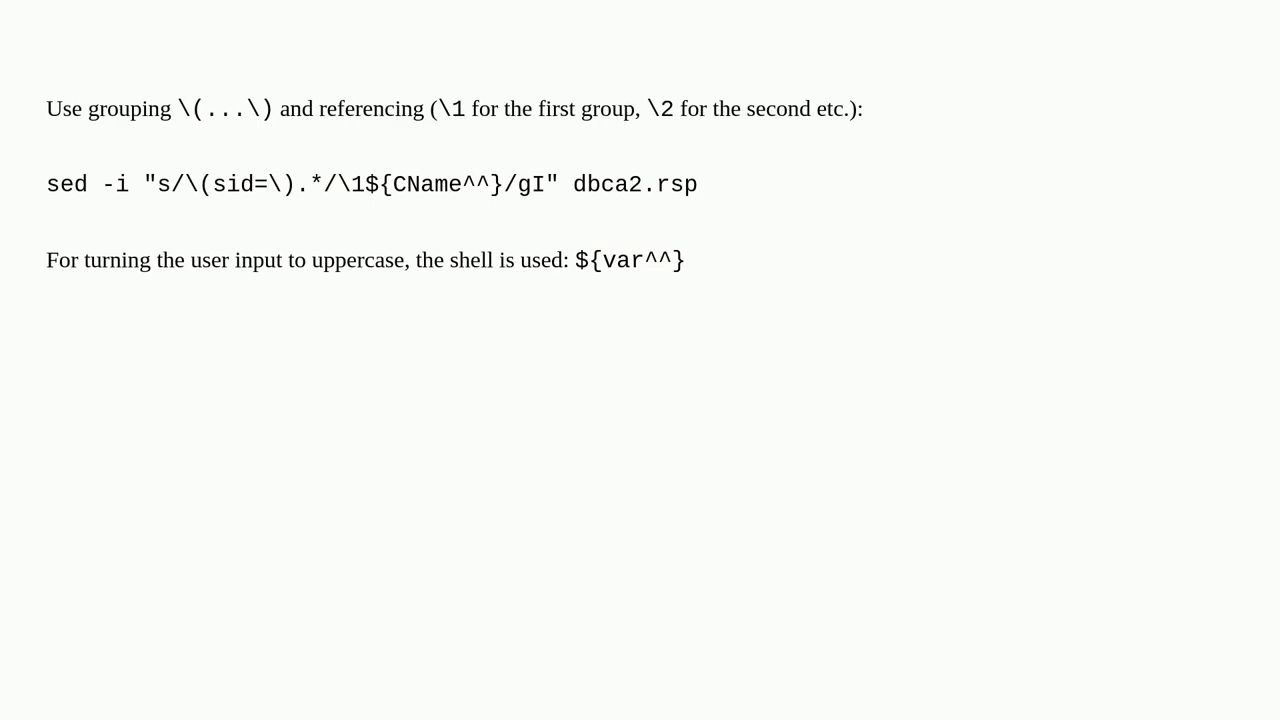 Use grouping \(...\) and referencing (\1 for the first group, \2 for the second etc.):
sed -i "s/\(sid=\).*/\1${CName^^}/gI" dbca2.rsp
For turning the user input to uppercase, the shell is used: ${var^^}